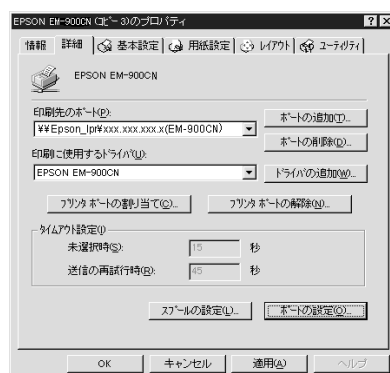 EPSON EM-900CN (ｺﾋﾟｰ 3)のﾌﾟﾛﾊﾟﾃｨ
情報 詳細 基本設定 用紙設定 ﾚｲｱｳﾄ ﾕｰﾃｨﾘﾃｨ
EPSON EM-900CN
印刷先のﾎﾟｰﾄ(P):
¥¥Epson_lpr¥xxx.xxx.xxx.x(EM-900CN)
ﾎﾟｰﾄの追加(T)...
ﾎﾟｰﾄの削除(D)...
印刷に使用するﾄﾞﾗｲﾊﾞ(U):
EPSON EM-900CN
ﾄﾞﾗｲﾊﾞの追加(W)...
ﾌﾟﾘﾝﾀ ﾎﾟｰﾄの割り当て(C)... ﾌﾟﾘﾝﾀ ﾎﾟｰﾄの解除(N)...
ﾀｲﾑｱｳﾄ設定(I)
未選択時(S): 15 秒
送信の再試行時(R): 45 秒
ｽﾌﾟｰﾙの設定(L)... ﾎﾟｰﾄの設定(O)...
OK ｷｬﾝｾﾙ 適用(A) ﾍﾙﾌﾟ